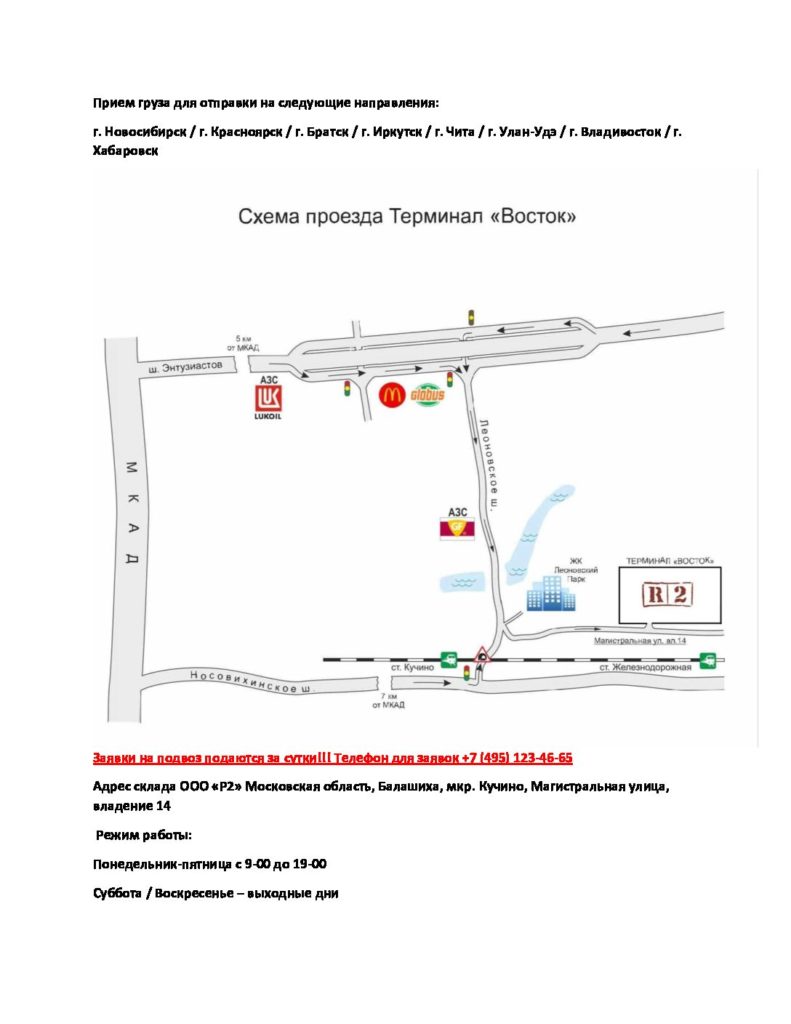 Прием груза для отправки на следующие направления:
г. Новосибирск / г. Красноярск / г. Братск / г. Иркутск / г. Чита / г. Улан-Удэ / г. Владивосток / г.
Хабаровск
Схема проезда Терминал «Восток»
5 км
от МКАД
ш. Энтузиастов
АЗС
LUK
LUKOIL
globus
Леоновское ш.
МКАД
АЗС
GF
ЖК
Леоновский
Парк
ТЕРМИНАЛ «ВОСТОК»
R 2
Магистральная ул. вл.14
ст. Кучино
ст. Железнодорожная
Носовихинское ш.
7 км
от МКАД
Заявки на подвоз подаются за сутки!!! Телефон для заявок +7 (495) 123-46-65
Адрес склада ООО «Р2» Московская область, Балашиха, мкр. Кучино, Магистральная улица,
владение 14
Режим работы:
Понедельник-пятница с 9-00 до 19-00
Суббота / Воскресенье – выходные дни